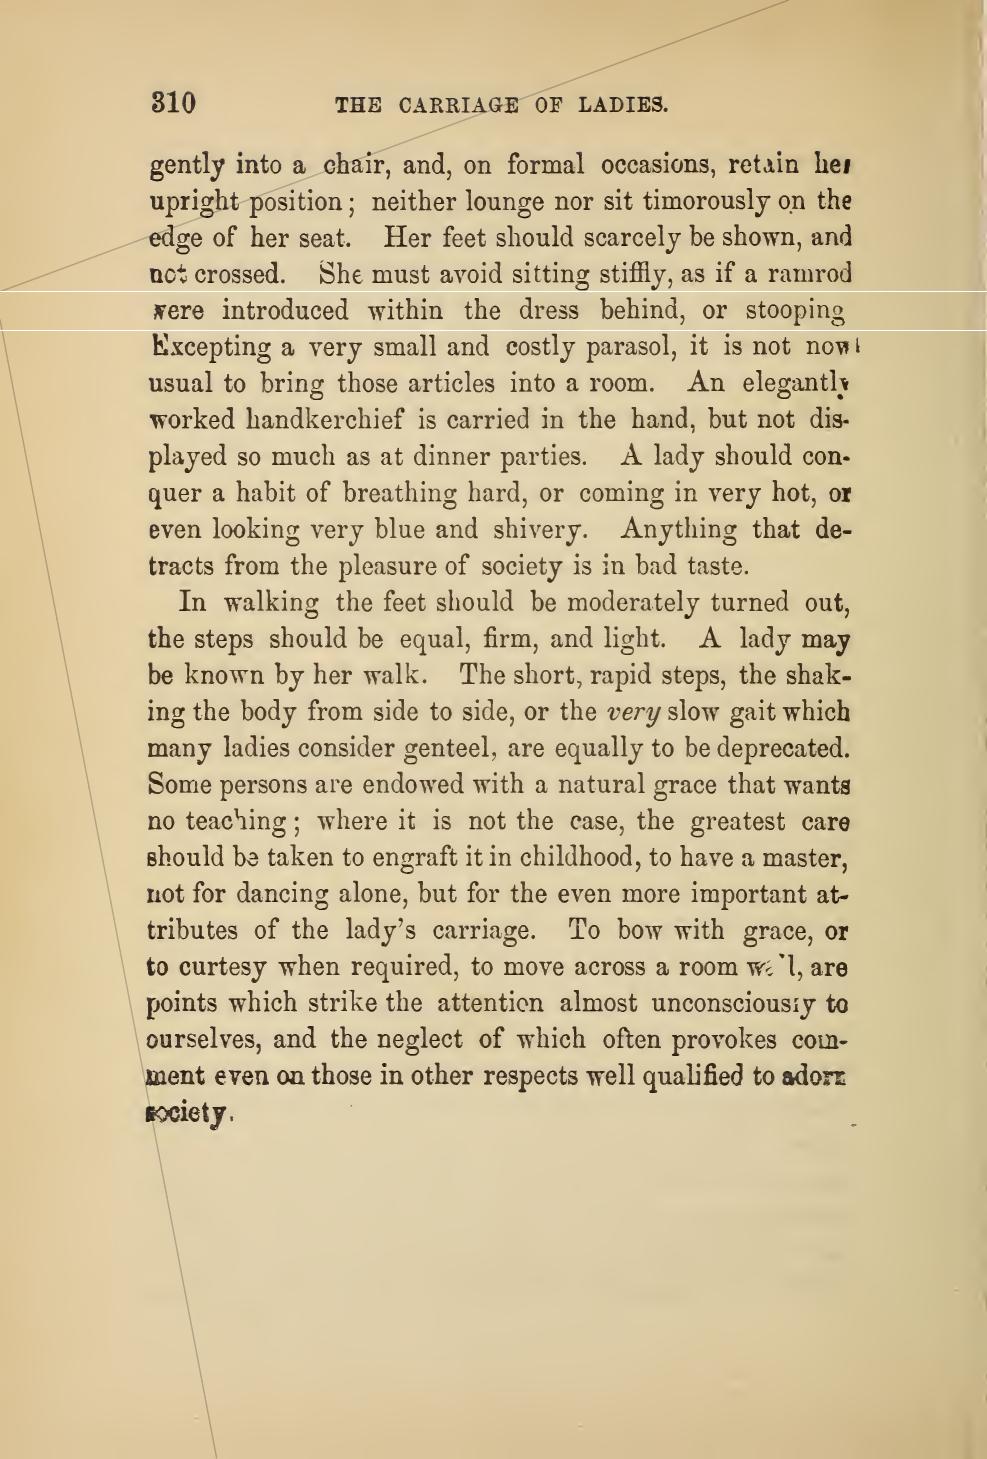 310 THE CARRIAGE OF LADIES.
gently into a chair, and, on formal occasions, retain her
upright position; neither lounge nor sit timorously on the
edge of her seat. Her feet should scarcely be shown, and
not crossed. She must avoid sitting stiffly, as if a ramrod
were introduced within the dress behind, or stooping
Excepting a very small and costly parasol, it is not now
usual to bring those articles into a room. An elegantly
worked handkerchief is carried in the hand, but not dis-
played so much as at dinner parties. A lady should con-
quer a habit of breathing hard, or coming in very hot, or
even looking very blue and shivery. Anything that de-
tracts from the pleasure of society is in bad taste.
In walking the feet should be moderately turned out,
the steps should be equal, firm, and light. A lady may
be known by her walk. The short, rapid steps, the shak-
ing the body from side to side, or the very slow gait which
many ladies consider genteel, are equally to be deprecated.
Some persons are endowed with a natural grace that wants
no teaching; where it is not the case, the greatest care
should be taken to engraft it in childhood, to have a master,
not for dancing alone, but for the even more important at-
tributes of the lady's carriage. To bow with grace, or
to curtesy when required, to move across a room well, are
points which strike the attention almost unconsciously to
ourselves, and the neglect of which often provokes com-
ment even on those in other respects well qualified to adorn
society.